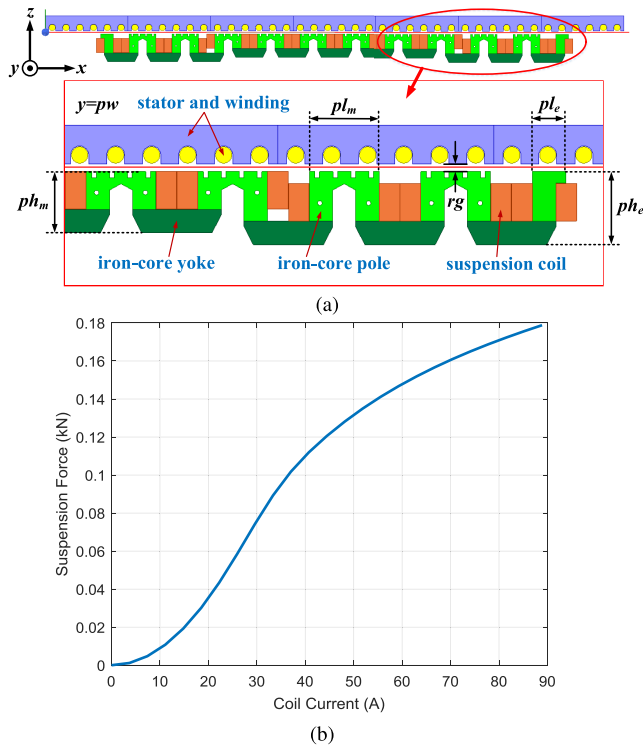 (a)
z
y
x
y=pw
stator and winding
pl_m
pl_e
ph_m
rg
ph_e
iron-core yoke
iron-core pole
suspension coil
(a)
0.18
0.16
0.14
0.12
0.1
0.08
0.06
0.04
0.02
0
Suspension Force (kN)
0 10 20 30 40 50 60 70 80 90
Coil Current (A)
(b)